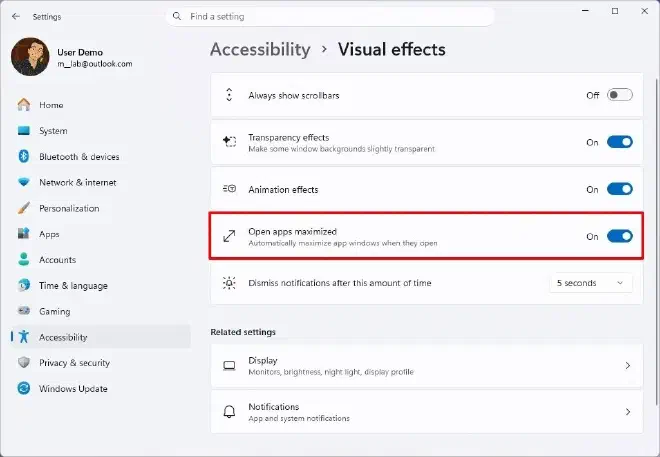 Settings
Find a setting
User Demo
m_lab@outlook.com
Home
System
Bluetooth & devices
Network & internet
Personalization
Apps
Accounts
Time & language
Gaming
Accessibility
Privacy & security
Windows Update
Accessibility > Visual effects
Always show scrollbars Off
Transparency effects
Make some window backgrounds slightly transparent
On
Animation effects On
Open apps maximized
Automatically maximize app windows when they open
On
Dismiss notifications after this amount of time 5 seconds
Related settings
Display
Monitors, brightness, night light, display profile
Notifications
App and system notifications